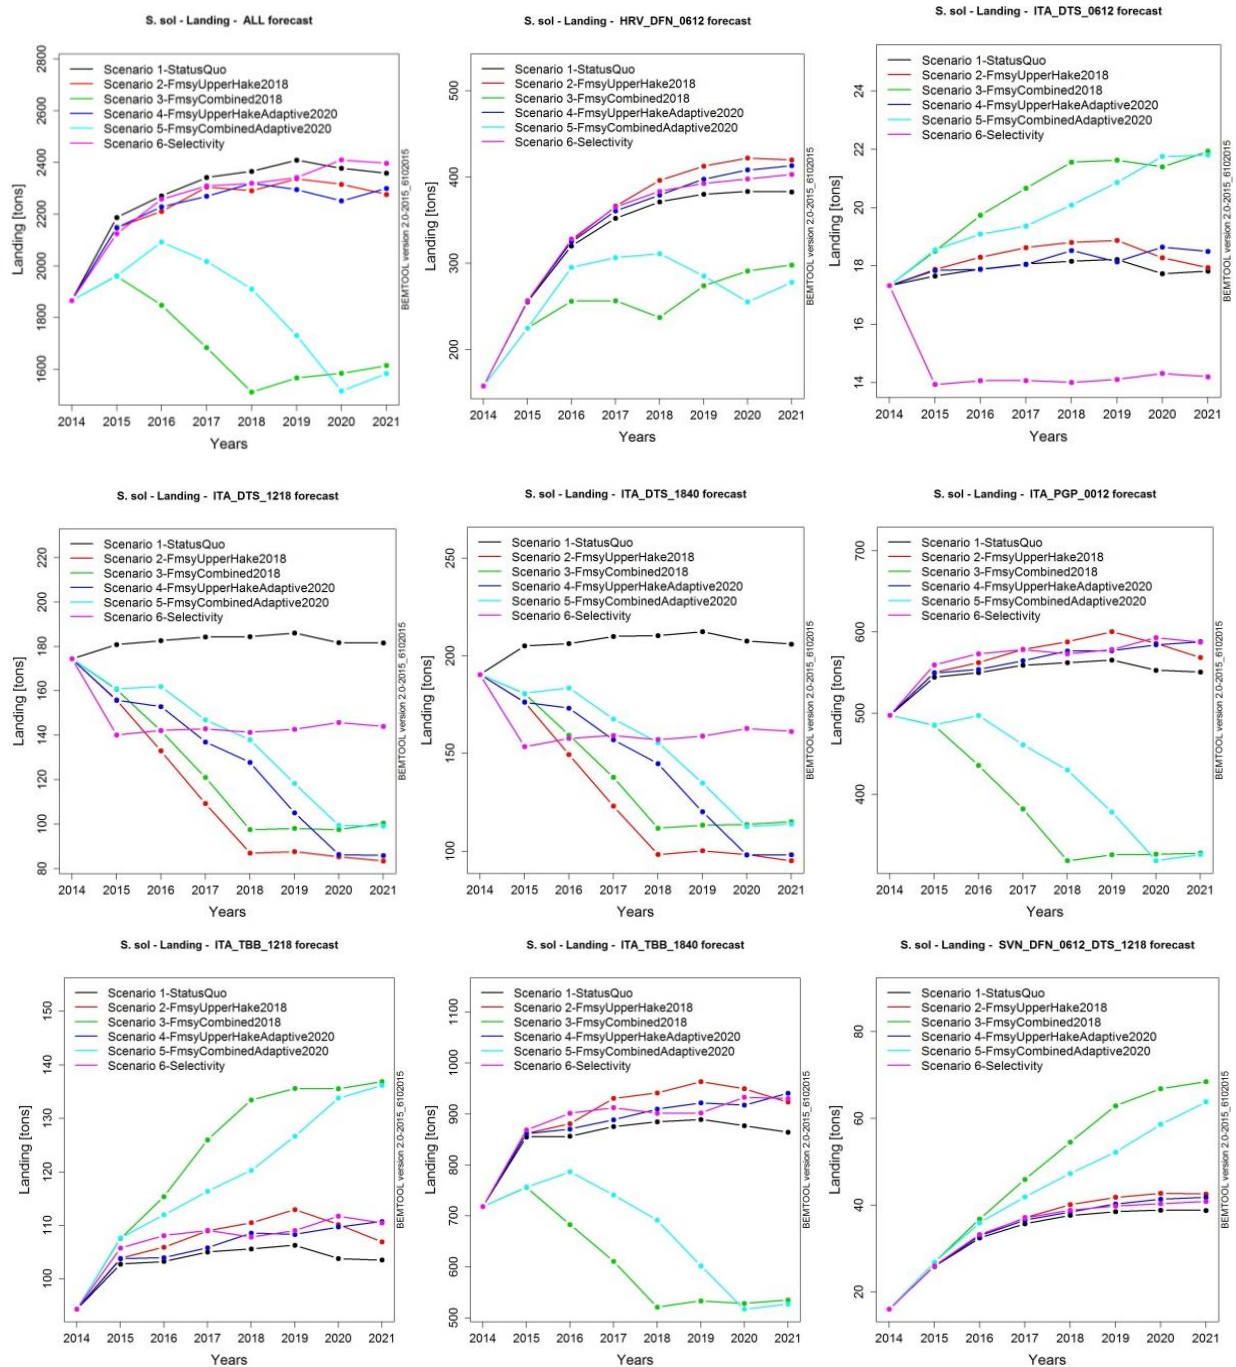 S. sol - Landing - ALL forecast
Landing [tons]
2800
2600
2400
2200
2000
1800
1600
Scenario 1-StatusQuo
Scenario 2-FmsyUpperHake2018
Scenario 3-FmsyCombined2018
Scenario 4-FmsyUpperHakeAdaptive2020
Scenario 5-FmsyCombinedAdaptive2020
Scenario 6-Selectivity
2014 2015 2016 2017 2018 2019 2020 2021
Years
BEMTOOL version 2.0-2015_6102015
S. sol - Landing - HRV_DFN_0612 forecast
Landing [tons]
500
400
300
200
Scenario 1-StatusQuo
Scenario 2-FmsyUpperHake2018
Scenario 3-FmsyCombined2018
Scenario 4-FmsyUpperHakeAdaptive2020
Scenario 5-FmsyCombinedAdaptive2020
Scenario 6-Selectivity
2014 2015 2016 2017 2018 2019 2020 2021
Years
BEMTOOL version 2.0-2015_6102015
S. sol - Landing - ITA_DTS_0612 forecast
Landing [tons]
24
22
20
18
16
14
Scenario 1-StatusQuo
Scenario 2-FmsyUpperHake2018
Scenario 3-FmsyCombined2018
Scenario 4-FmsyUpperHakeAdaptive2020
Scenario 5-FmsyCombinedAdaptive2020
Scenario 6-Selectivity
2014 2015 2016 2017 2018 2019 2020 2021
Years
BEMTOOL version 2.0-2015_6102015
S. sol - Landing - ITA_DTS_1218 forecast
Landing [tons]
220
200
180
160
140
120
100
80
Scenario 1-StatusQuo
Scenario 2-FmsyUpperHake2018
Scenario 3-FmsyCombined2018
Scenario 4-FmsyUpperHakeAdaptive2020
Scenario 5-FmsyCombinedAdaptive2020
Scenario 6-Selectivity
2014 2015 2016 2017 2018 2019 2020 2021
Years
BEMTOOL version 2.0-2015_6102015
S. sol - Landing - ITA_DTS_1840 forecast
Landing [tons]
250
200
150
100
Scenario 1-StatusQuo
Scenario 2-FmsyUpperHake2018
Scenario 3-FmsyCombined2018
Scenario 4-FmsyUpperHakeAdaptive2020
Scenario 5-FmsyCombinedAdaptive2020
Scenario 6-Selectivity
2014 2015 2016 2017 2018 2019 2020 2021
Years
BEMTOOL version 2.0-2015_6102015
S. sol - Landing - ITA_PGP_0012 forecast
Landing [tons]
700
600
500
400
Scenario 1-StatusQuo
Scenario 2-FmsyUpperHake2018
Scenario 3-FmsyCombined2018
Scenario 4-FmsyUpperHakeAdaptive2020
Scenario 5-FmsyCombinedAdaptive2020
Scenario 6-Selectivity
2014 2015 2016 2017 2018 2019 2020 2021
Years
BEMTOOL version 2.0-2015_6102015
S. sol - Landing - ITA_TBB_1218 forecast
Landing [tons]
150
140
130
120
110
100
Scenario 1-StatusQuo
Scenario 2-FmsyUpperHake2018
Scenario 3-FmsyCombined2018
Scenario 4-FmsyUpperHakeAdaptive2020
Scenario 5-FmsyCombinedAdaptive2020
Scenario 6-Selectivity
2014 2015 2016 2017 2018 2019 2020 2021
Years
BEMTOOL version 2.0-2015_6102015
S. sol - Landing - ITA_TBB_1840 forecast
Landing [tons]
1100
1000
900
800
700
600
500
Scenario 1-StatusQuo
Scenario 2-FmsyUpperHake2018
Scenario 3-FmsyCombined2018
Scenario 4-FmsyUpperHakeAdaptive2020
Scenario 5-FmsyCombinedAdaptive2020
Scenario 6-Selectivity
2014 2015 2016 2017 2018 2019 2020 2021
Years
BEMTOOL version 2.0-2015_6102015
S. sol - Landing - SVN_DFN_0612_DTS_1218 forecast
Landing [tons]
80
60
40
20
Scenario 1-StatusQuo
Scenario 2-FmsyUpperHake2018
Scenario 3-FmsyCombined2018
Scenario 4-FmsyUpperHakeAdaptive2020
Scenario 5-FmsyCombinedAdaptive2020
Scenario 6-Selectivity
2014 2015 2016 2017 2018 2019 2020 2021
Years
BEMTOOL version 2.0-2015_6102015